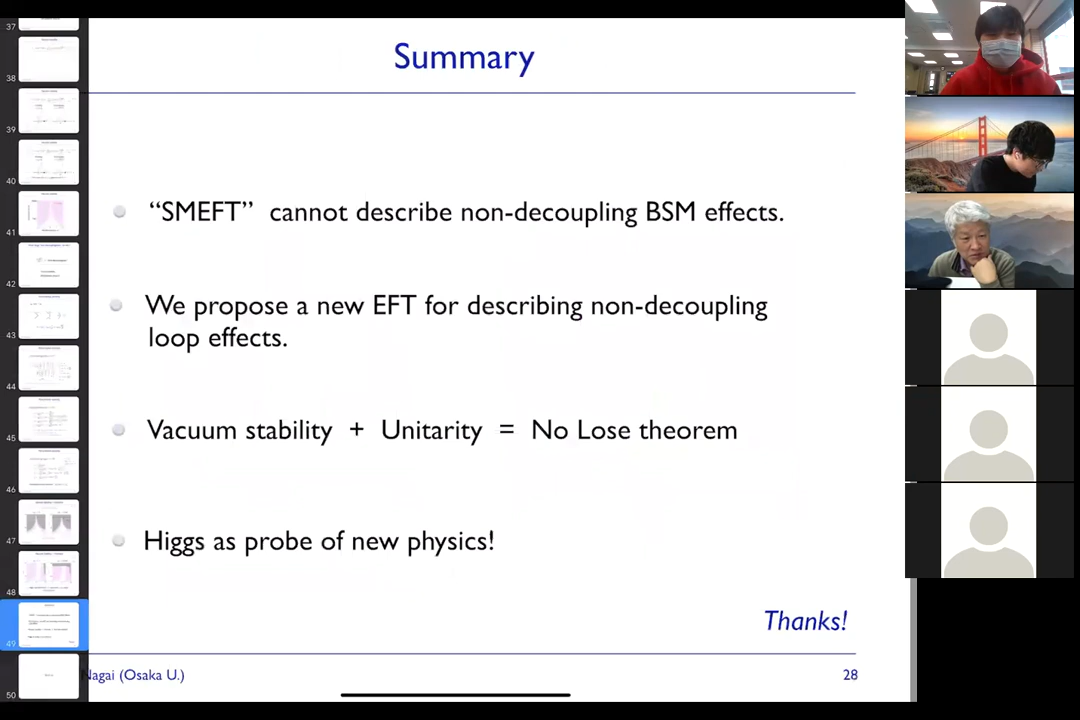 Summary
“SMEFT” cannot describe non-decoupling BSM effects.
We propose a new EFT for describing non-decoupling
loop effects.
Vacuum stability + Unitarity = No Lose theorem
Higgs as probe of new physics!
Thanks!
Nagai (Osaka U.)
28
37
38
39
40
41
42
43
44
45
46
47
48
49
50